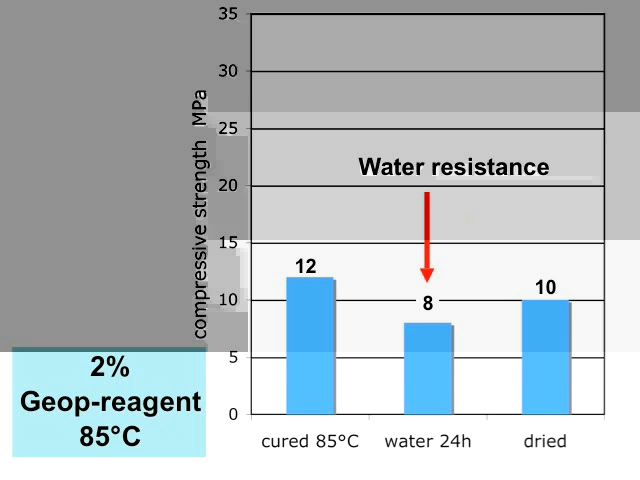 35
30
25
20
15
10
5
0
compressive strength MPa
Water resistance
12
8
10
cured 85°C
water 24h
dried
2%
Geop-reagent
85°C